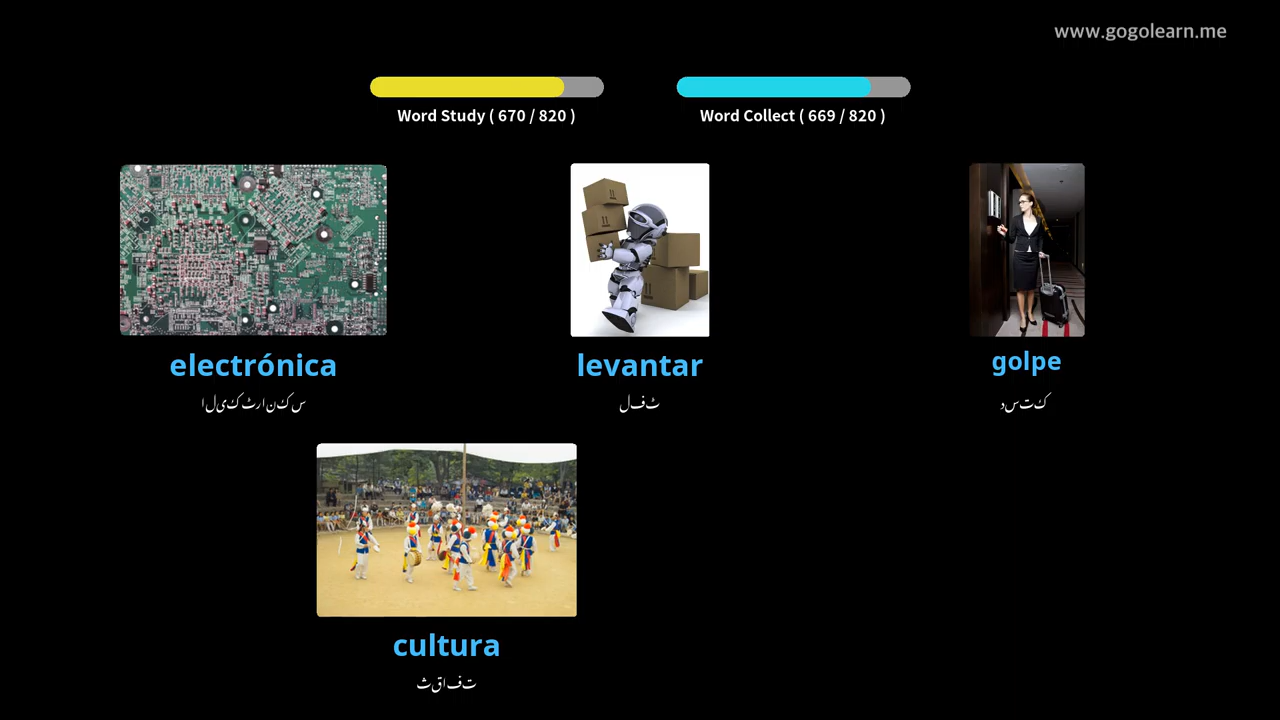 www.gogolearn.me
Word Study ( 670 / 820 )
Word Collect ( 669 / 820 )
electrónica
levantar
golpe
الیکٹرانکس
لفٹ
دستک
cultura
ثقافت